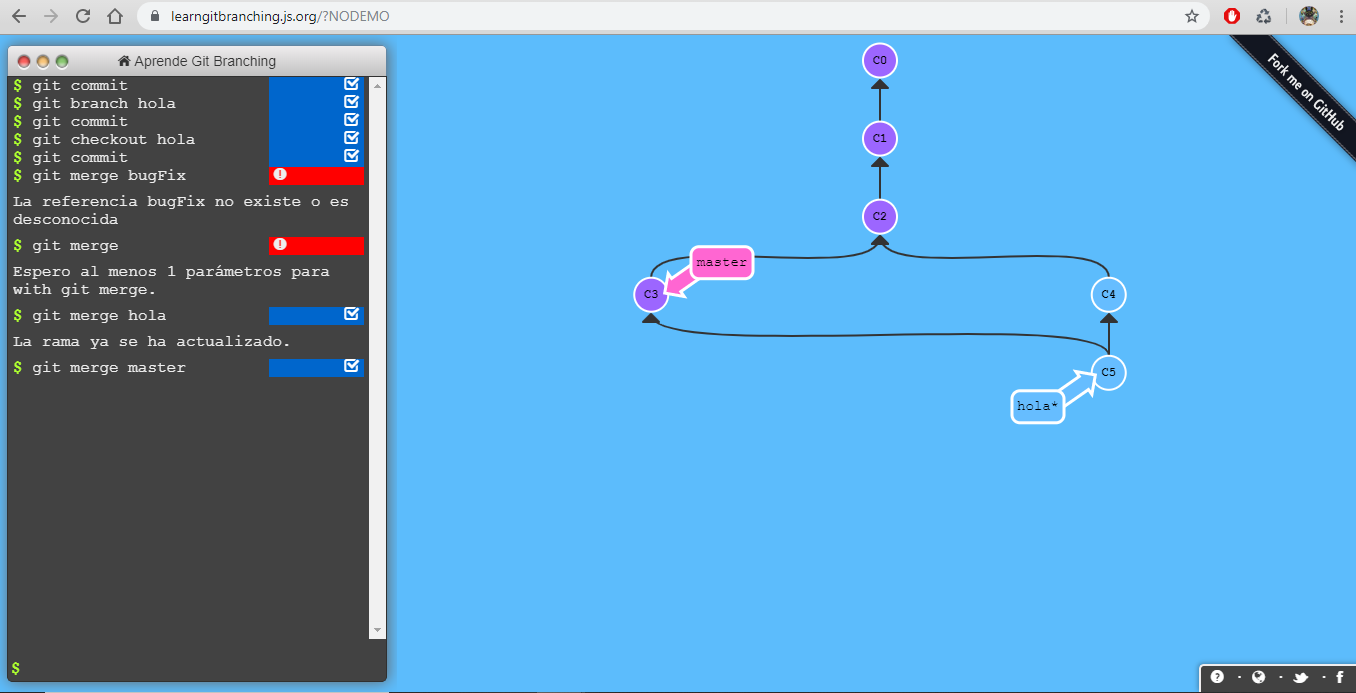 learngitbranching.js.org/?NODEMO
Aprende Git Branching
$ git commit
$ git branch hola
$ git commit
$ git checkout hola
$ git commit
$ git merge bugFix
La referencia bugFix no existe o es
desconocida
$ git merge
Espero al menos 1 parámetros para
with git merge.
$ git merge hola
La rama ya se ha actualizado.
$ git merge master
$
C0
C1
C2
master
C3
C4
C5
hola*
Fork me on GitHub